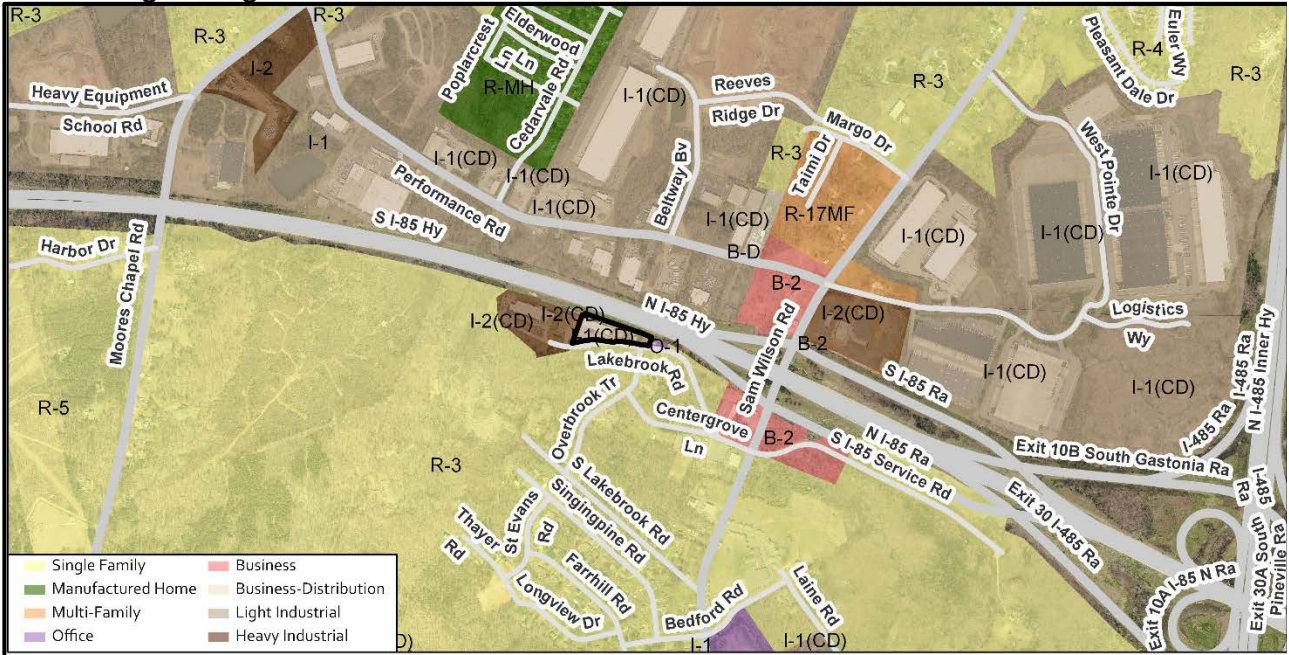 R-3
R-3
I-2
Heavy Equipment
School Rd
I-1
Poplarcrest
Ln
Elderwood
Ln
R-MH
Cedarvale Rd
I-1(CD)
Reeves
Ridge Dr
R-3
R-4
Pleasant Dale Dr
Euler Wy
R-3
Margo Dr
R-3
Taimi Dr
West Pointe Dr
I-1(CD)
I-1(CD)
I-1(CD)
I-1(CD)
Performance Rd
Beltway Bv
I-1(CD)
R-17MF
I-1(CD)
I-1(CD)
S I-85 Hy
Harbor Dr
Moores Chapel Rd
B-D
B-2
I-2(CD)
Logistics
Wy
N I-85 Hy
I-2(CD)
I-2(CD)
I-1(CD)
O-1
B-2
Lakebrook Rd
Sam Wilson Rd
S I-85 Ra
I-1(CD)
I-1(CD)
I-485 Ra
I-485 Ra
N I-485 Inner Hy
R-5
Overbrook Tr
Centergrove
Ln
B-2
N I-85 Ra
S I-85 Service Rd
Exit 10B South Gastonia Ra
I-485
Ra
R-3
S Lakebrook Rd
Singingpine Rd
Exit 30 I-485 Ra
St Evans
Rd
Thayer
Rd
Farrhill Rd
Longview Dr
Bedford Rd
Laine Rd
I-1
I-1(CD)
Exit 10A I-85 N Ra
Exit 30A South
Pineville Ra
Single Family
Business
Manufactured Home
Business-Distribution
Multi-Family
Light Industrial
Office
Heavy Industrial